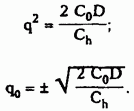 q² = 2 C₀D / Cₕ;
q₀ = ± √(2 C₀D / Cₕ).